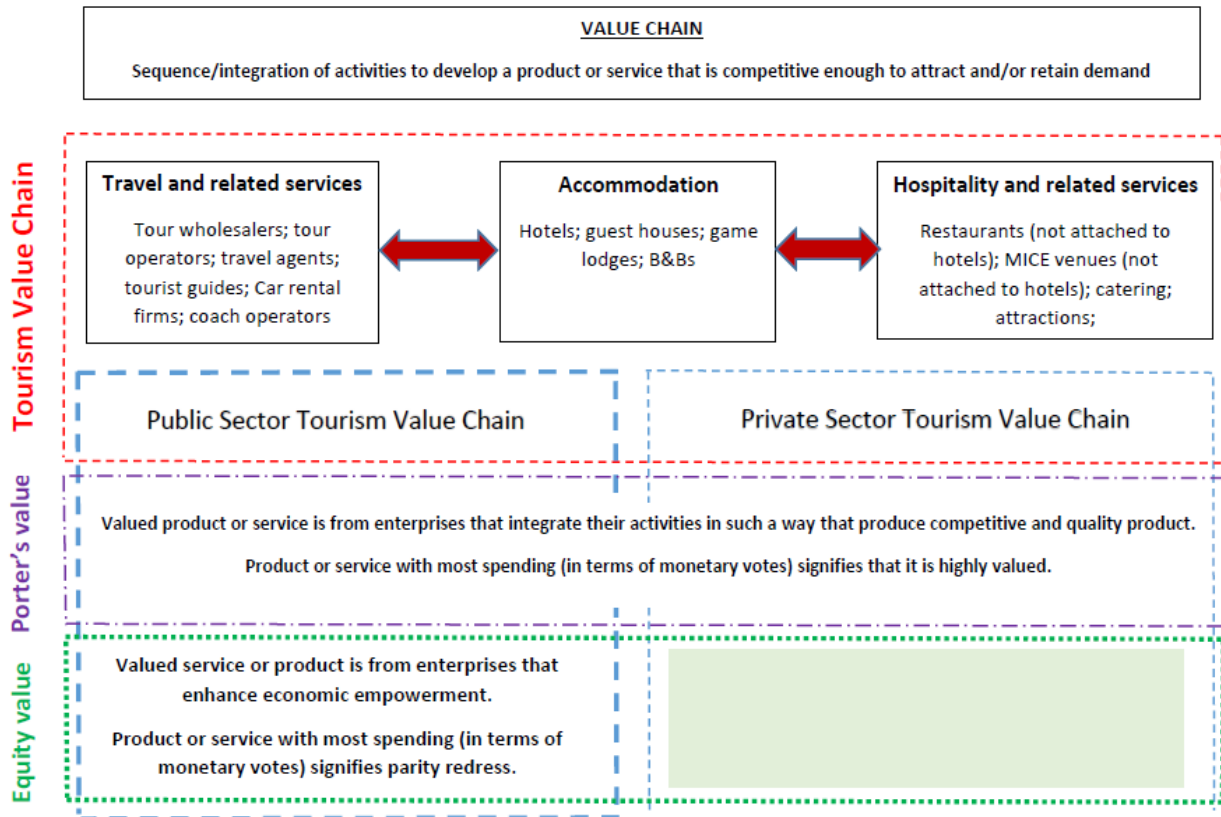 VALUE CHAIN
Sequence/integration of activities to develop a product or service that is competitive enough to attract and/or retain demand
Tourism Value Chain
Travel and related services
Tour wholesalers; tour
operators; travel agents;
tourist guides; Car rental
firms; coach operators
Accommodation
Hotels; guest houses; game
lodges; B&Bs
Hospitality and related services
Restaurants (not attached to
hotels); MICE venues (not
attached to hotels); catering;
attractions;
Public Sector Tourism Value Chain
Private Sector Tourism Value Chain
Porter's value
Valued product or service is from enterprises that integrate their activities in such a way that produce competitive and quality product.
Product or service with most spending (in terms of monetary votes) signifies that it is highly valued.
Equity value
Valued service or product is from enterprises that
enhance economic empowerment.
Product or service with most spending (in terms of
monetary votes) signifies parity redress.